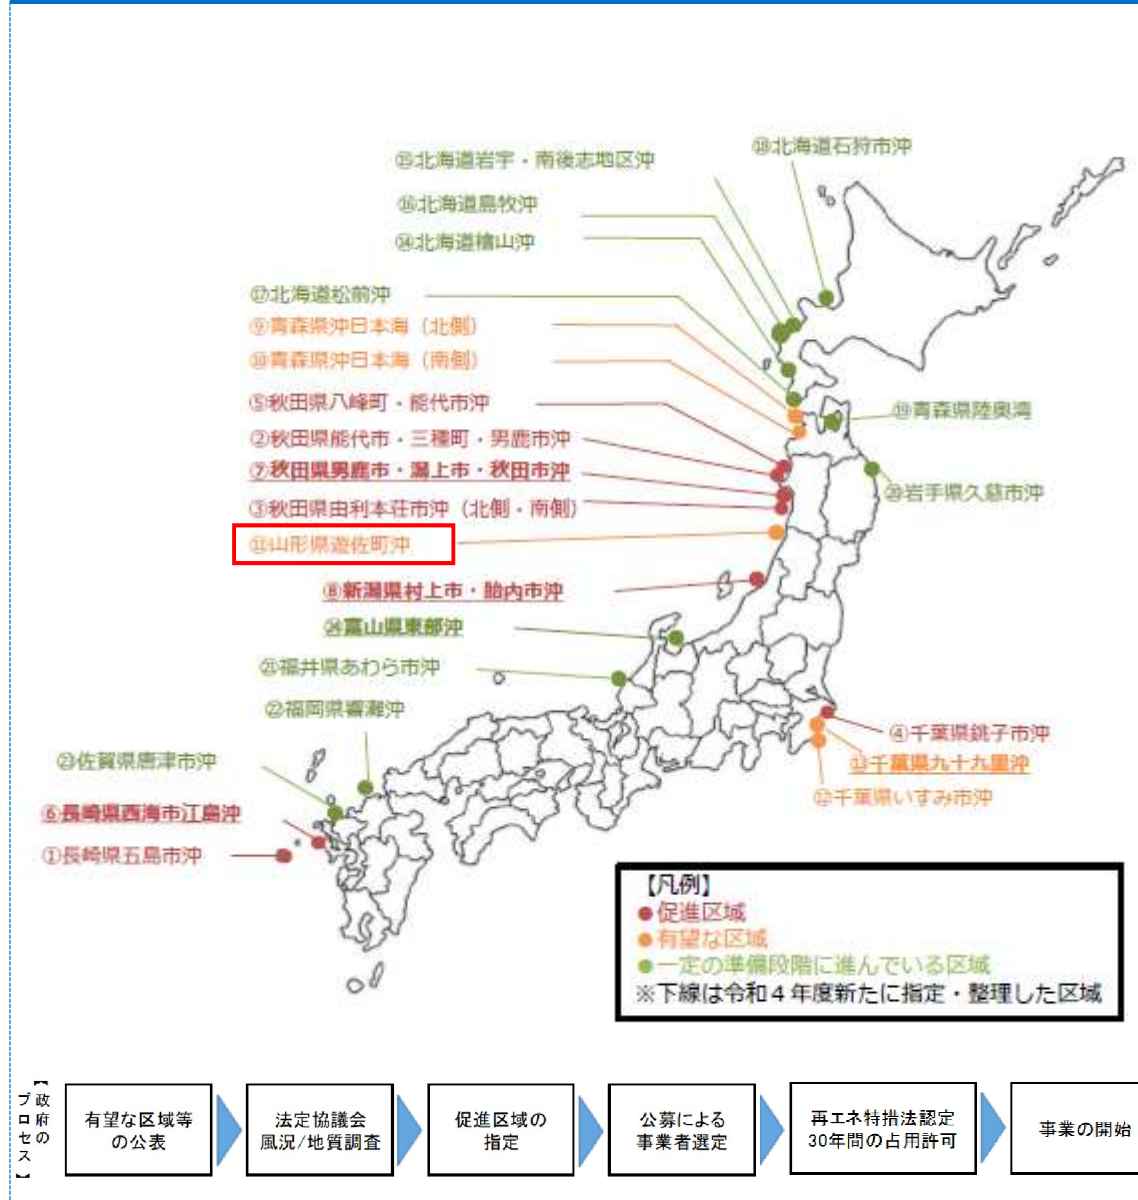 ⑮北海道岩宇・南後志地区沖
⑱北海道石狩市沖
⑯北海道島牧沖
⑭北海道檜山沖
⑰北海道松前沖
⑨青森県沖日本海（北側）
⑩青森県沖日本海（南側）
⑤秋田県八峰町・能代市沖
⑲青森県陸奥湾
②秋田県能代市・三種町・男鹿市沖
⑦秋田県男鹿市・潟上市・秋田市沖
⑳岩手県久慈市沖
③秋田県由利本荘市沖（北側・南側）
⑪山形県遊佐町沖
⑧新潟県村上市・胎内市沖
㉔富山県東部沖
㉑福井県あわら市沖
㉒福岡県響灘沖
④千葉県銚子市沖
㉓佐賀県唐津市沖
⑬千葉県九十九里沖
⑫千葉県いすみ市沖
⑥長崎県西海市江島沖
①長崎県五島市沖
【凡例】
●促進区域
●有望な区域
●一定の準備段階に進んでいる区域
※下線は令和４年度新たに指定・整理した区域
【政府の
プロセス】
有望な区域等
の公表
法定協議会
風況/地質調査
促進区域の
指定
公募による
事業者選定
再エネ特措法認定
30年間の占用許可
事業の開始